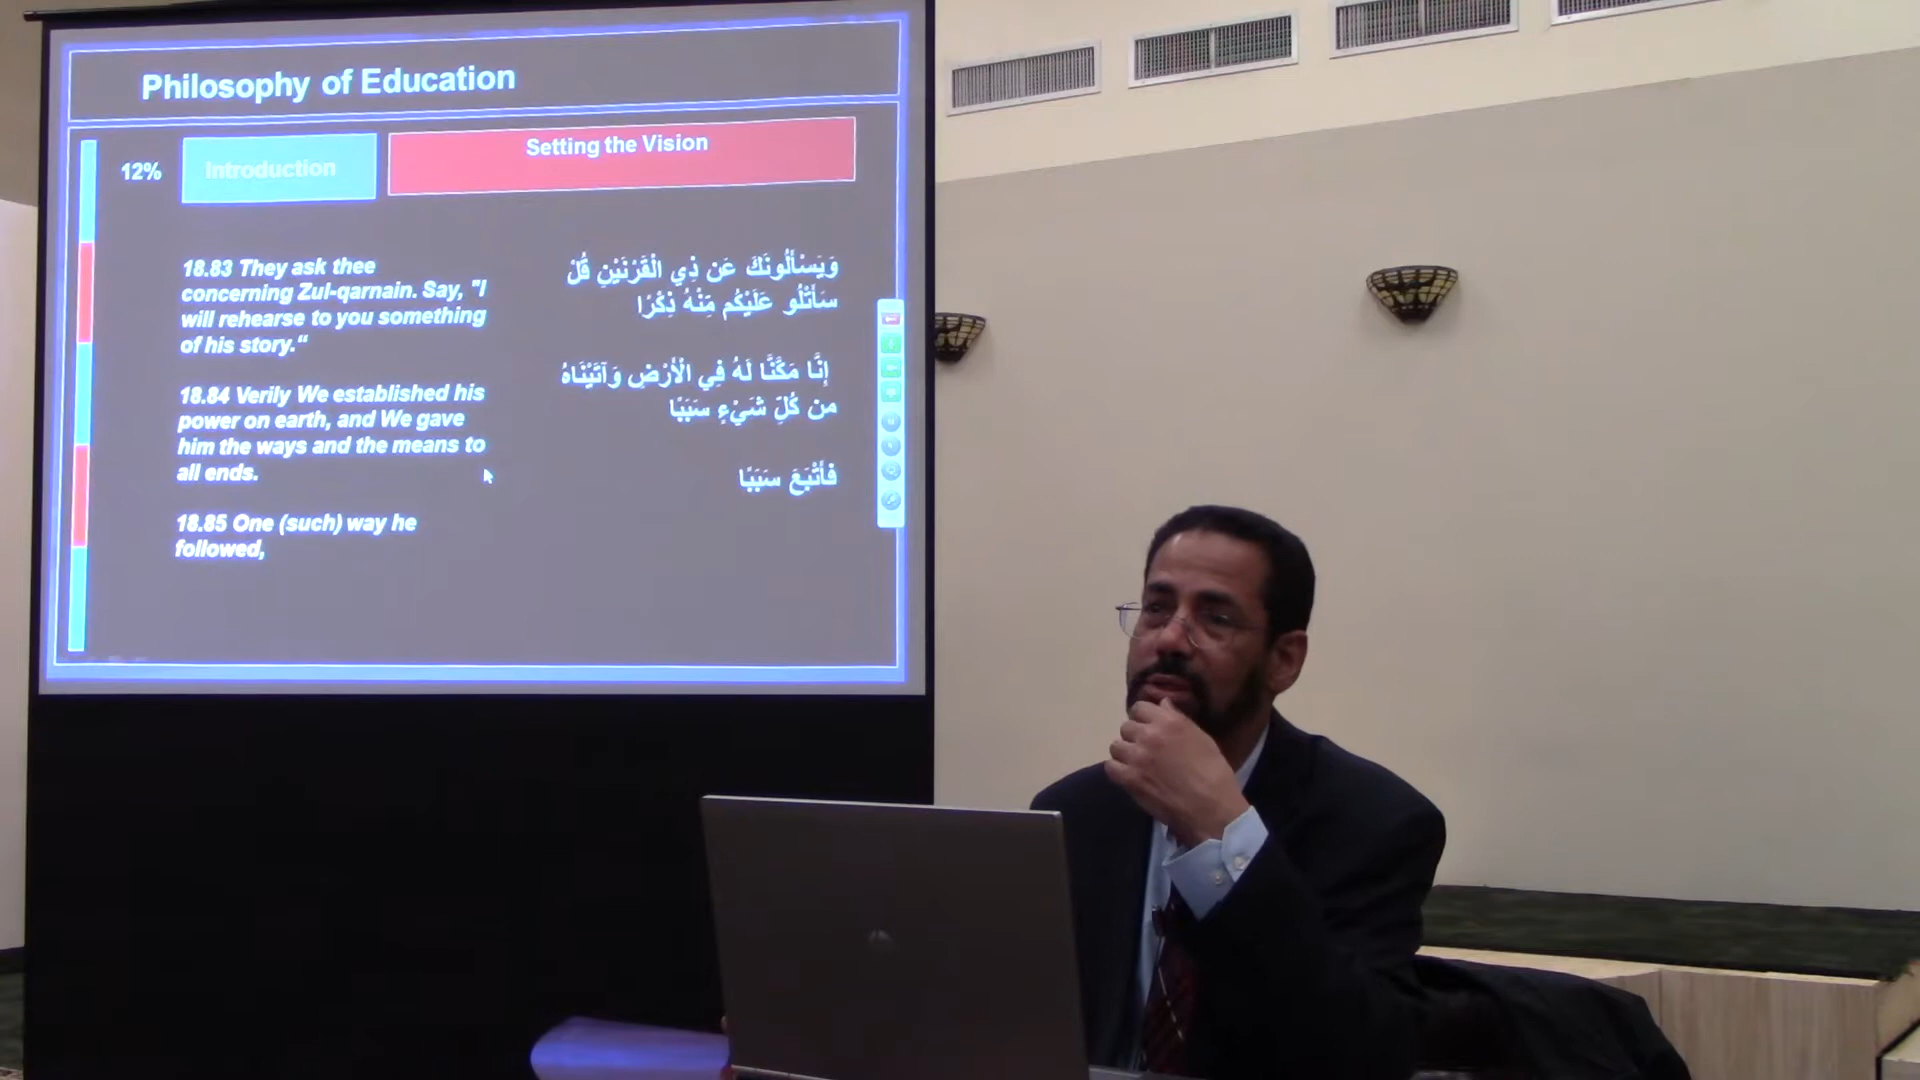 Philosophy of Education
12%
Introduction
Setting the Vision
18.83 They ask thee
concerning Zul-qarnain. Say, "I
will rehearse to you something
of his story.“
18.84 Verily We established his
power on earth, and We gave
him the ways and the means to
all ends.
18.85 One (such) way he
followed,
وَيَسْأَلُونَكَ عَن ذِي الْقَرْنَيْنِ قُلْ
سَأَتْلُو عَلَيْكُم مِّنْهُ ذِكْرًا
إِنَّا مَكَّنَّا لَهُ فِي الْأَرْضِ وَآتَيْنَاهُ
مِن كُلِّ شَيْءٍ سَبَبًا
فَأَتْبَعَ سَبَبًا